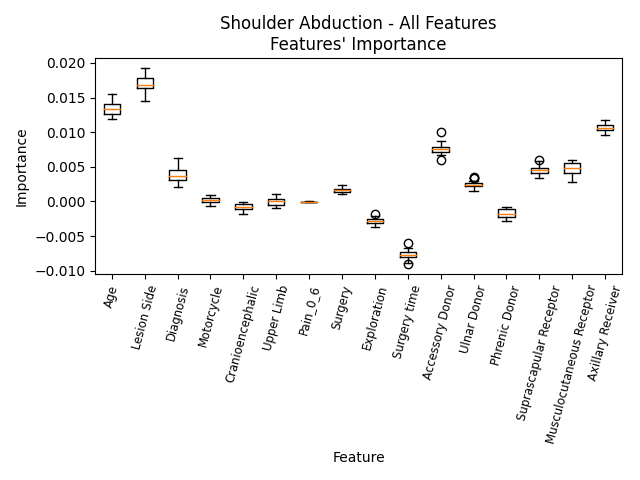 Shoulder Abduction - All Features
Features' Importance
Importance
0.020
0.015
0.010
0.005
0.000
−0.005
−0.010
Age
Lesion Side
Diagnosis
Motorcycle
Cranioencephalic
Upper Limb
Pain_0_6
Surgery
Exploration
Surgery time
Accessory Donor
Ulnar Donor
Phrenic Donor
Suprascapular Receptor
Musculocutaneous Receptor
Axillary Receiver
Feature